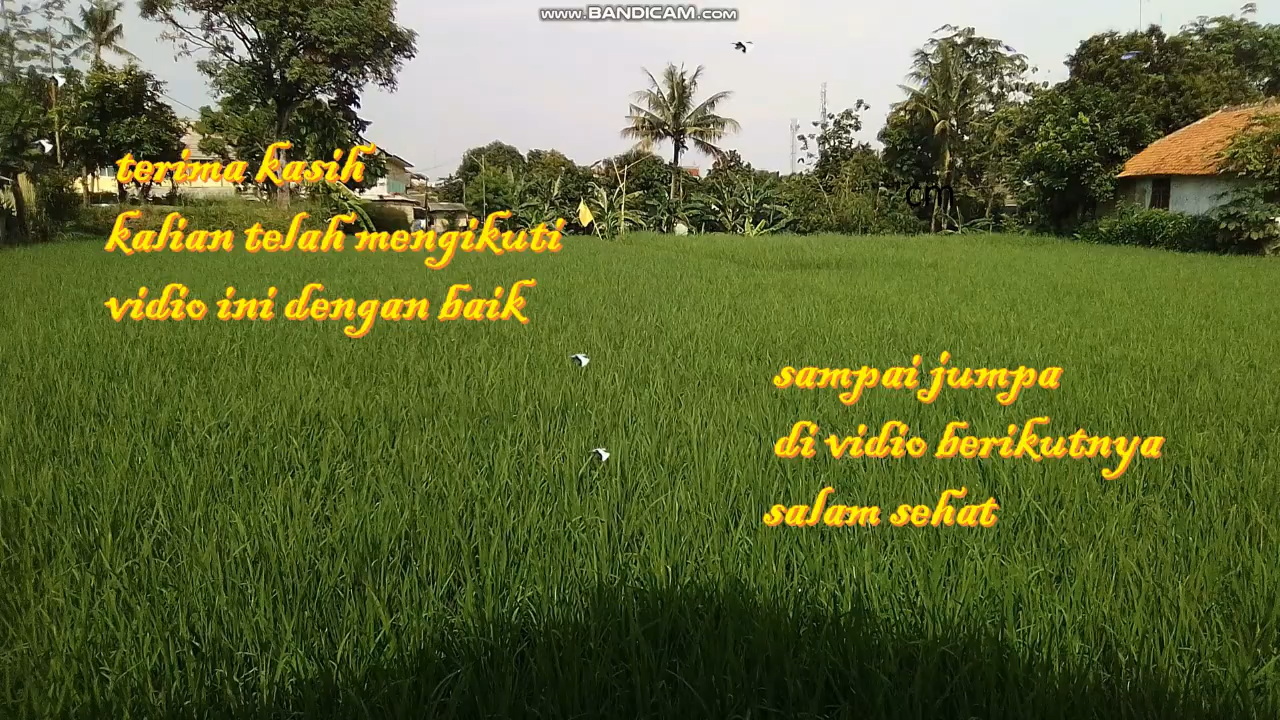 www.BANDICAM.com
terima kasih
kalian telah mengikuti
vidio ini dengan baik
cm
sampai jumpa
di vidio berikutnya
salam sehat